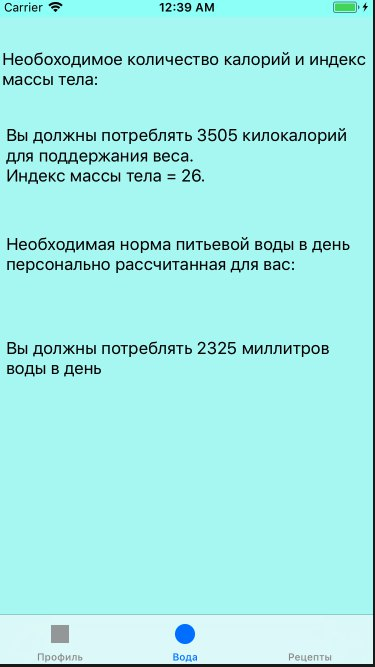 Carrier 12:39 AM
Необоходимое количество калорий и индекс
массы тела:
Вы должны потреблять 3505 килокалорий
для поддержания веса.
Индекс массы тела = 26.
Необходимая норма питьевой воды в день
персонально рассчитанная для вас:
Вы должны потреблять 2325 миллитров
воды в день
Профиль Вода Рецепты